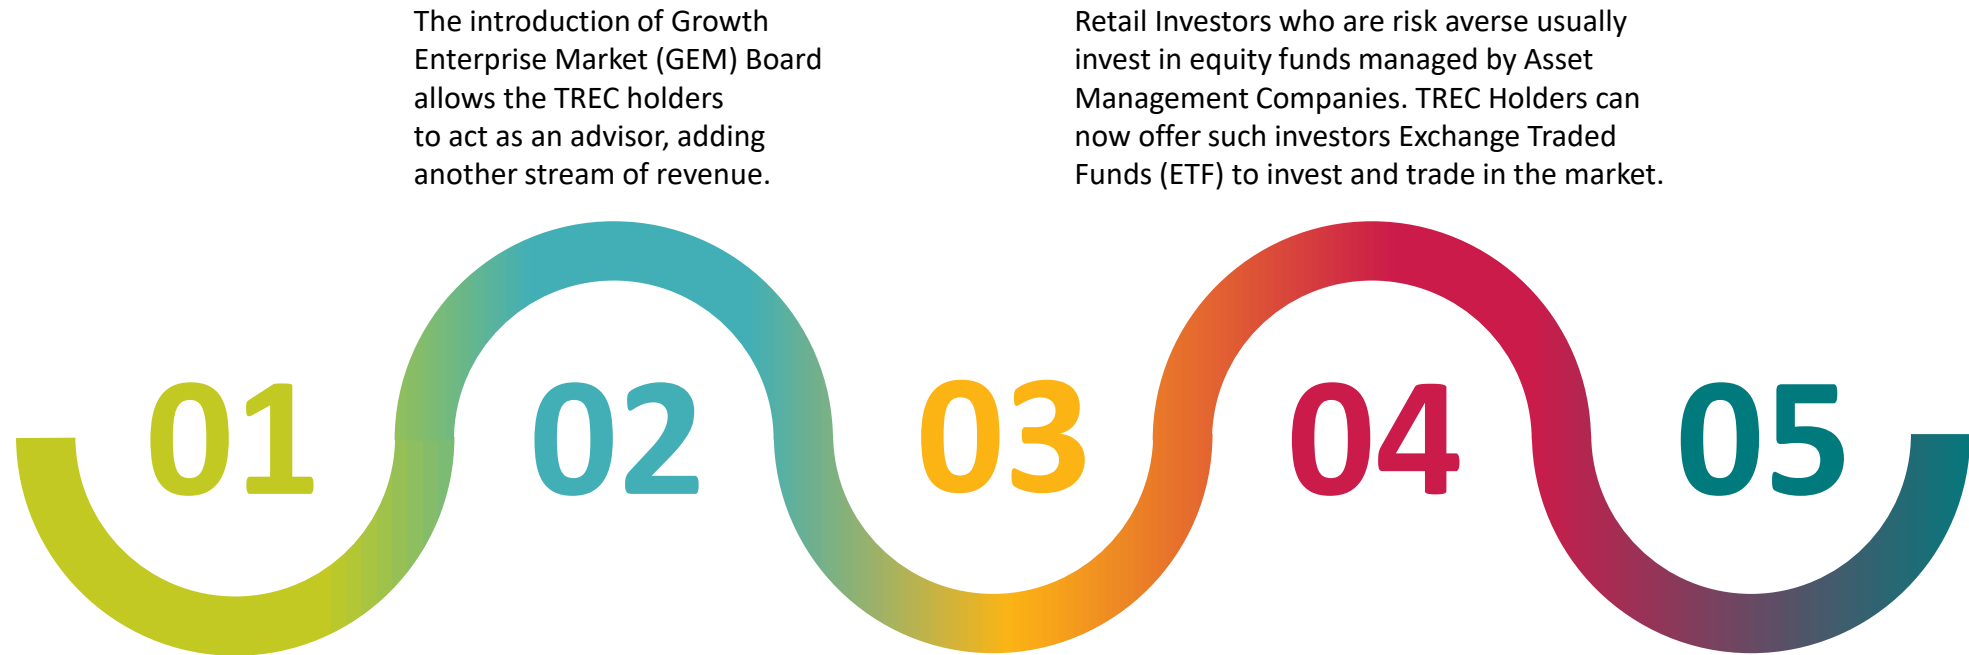 The introduction of Growth
Enterprise Market (GEM) Board
allows the TREC holders
to act as an advisor, adding
another stream of revenue.
Retail Investors who are risk averse usually
invest in equity funds managed by Asset
Management Companies. TREC Holders can
now offer such investors Exchange Traded
Funds (ETF) to invest and trade in the market.
01
02
03
04
05